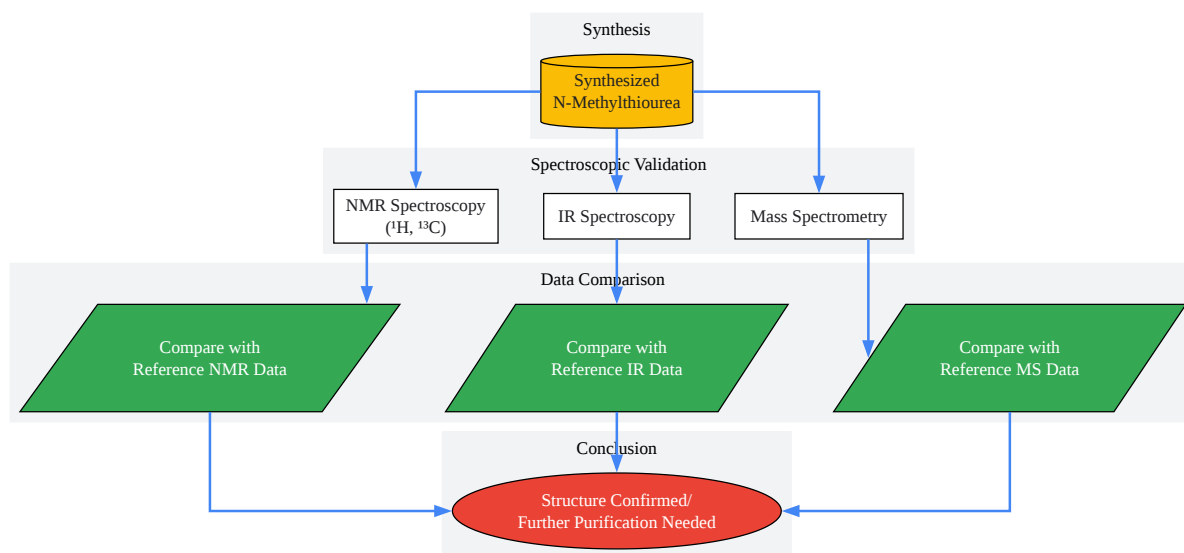 Synthesis
Synthesized
N-Methylthiourea
Spectroscopic Validation
NMR Spectroscopy
(¹H, ¹³C)
IR Spectroscopy
Mass Spectrometry
Data Comparison
Compare with
Reference NMR Data
Compare with
Reference IR Data
Compare with
Reference MS Data
Conclusion
Structure Confirmed/
Further Purification Needed